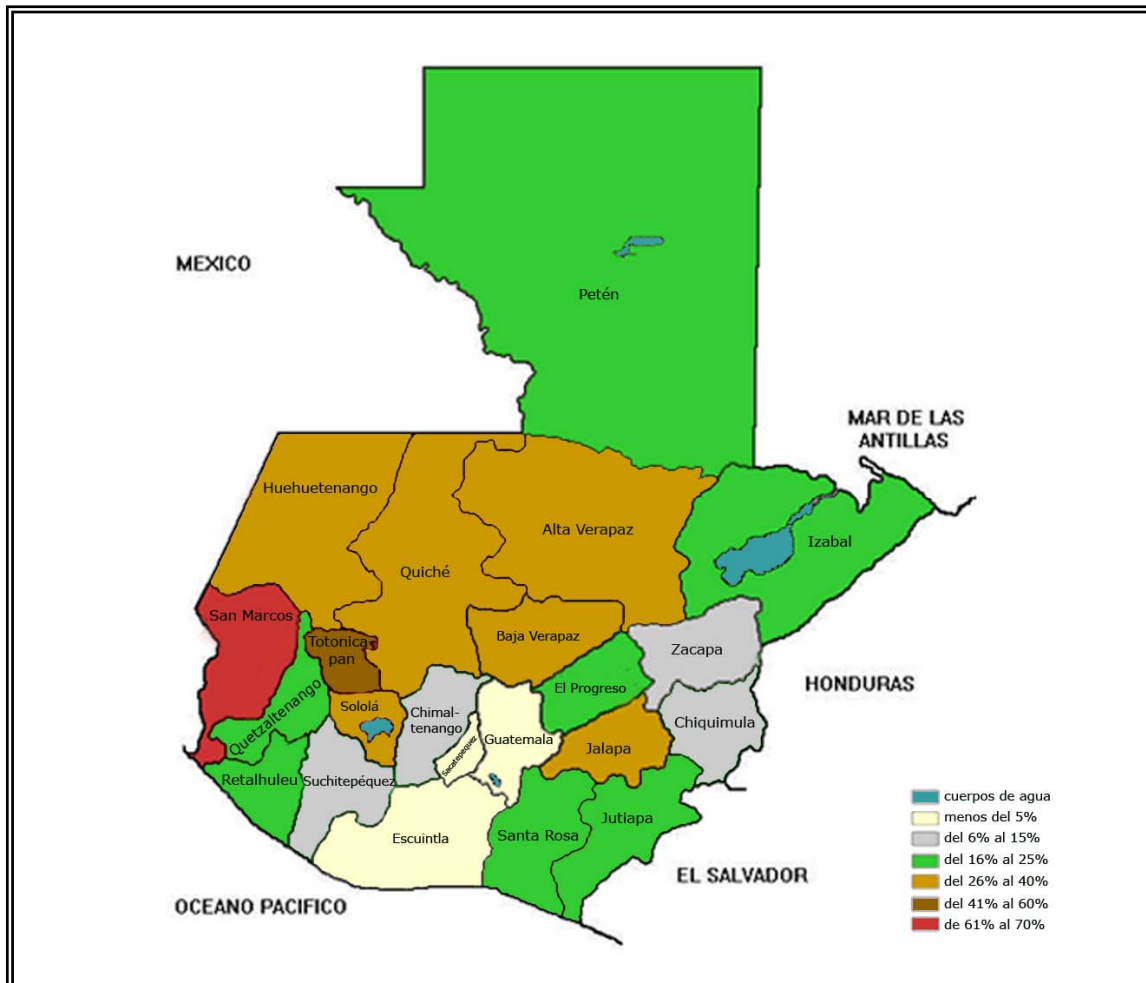 MEXICO
Petén
MAR DE LAS
ANTILLAS
Huehuetenango
Alta Verapaz
Izabal
Quiché
San Marcos
Totonica
pan
Baja Verapaz
Zacapa
HONDURAS
El Progreso
Quetzaltenango
Sololá
Chimal-
tenango
Sacatepequez
Guatemala
Jalapa
Chiquimula
Retalhuleu
Suchitepéquez
Escuintla
Santa Rosa
Jutiapa
EL SALVADOR
OCEANO PACIFICO
cuerpos de agua
menos del 5%
del 6% al 15%
del 16% al 25%
del 26% al 40%
del 41% al 60%
de 61% al 70%